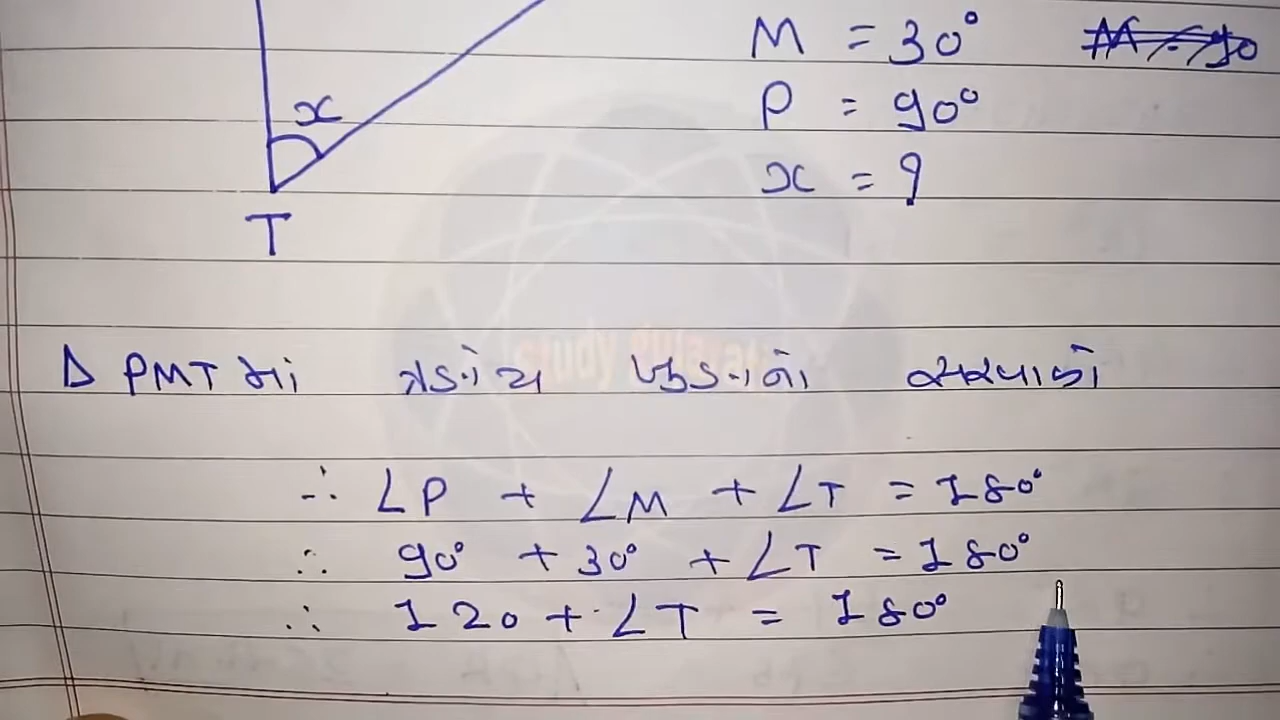 M = 30°
P = 90°
x = ?
x
T
Δ PMT માં ત્રણેય ખૂણાનો સરવાળો
∴ ∠P + ∠M + ∠T = 180°
∴ 90° + 30° + ∠T = 180°
∴ 120 + ∠T = 180°